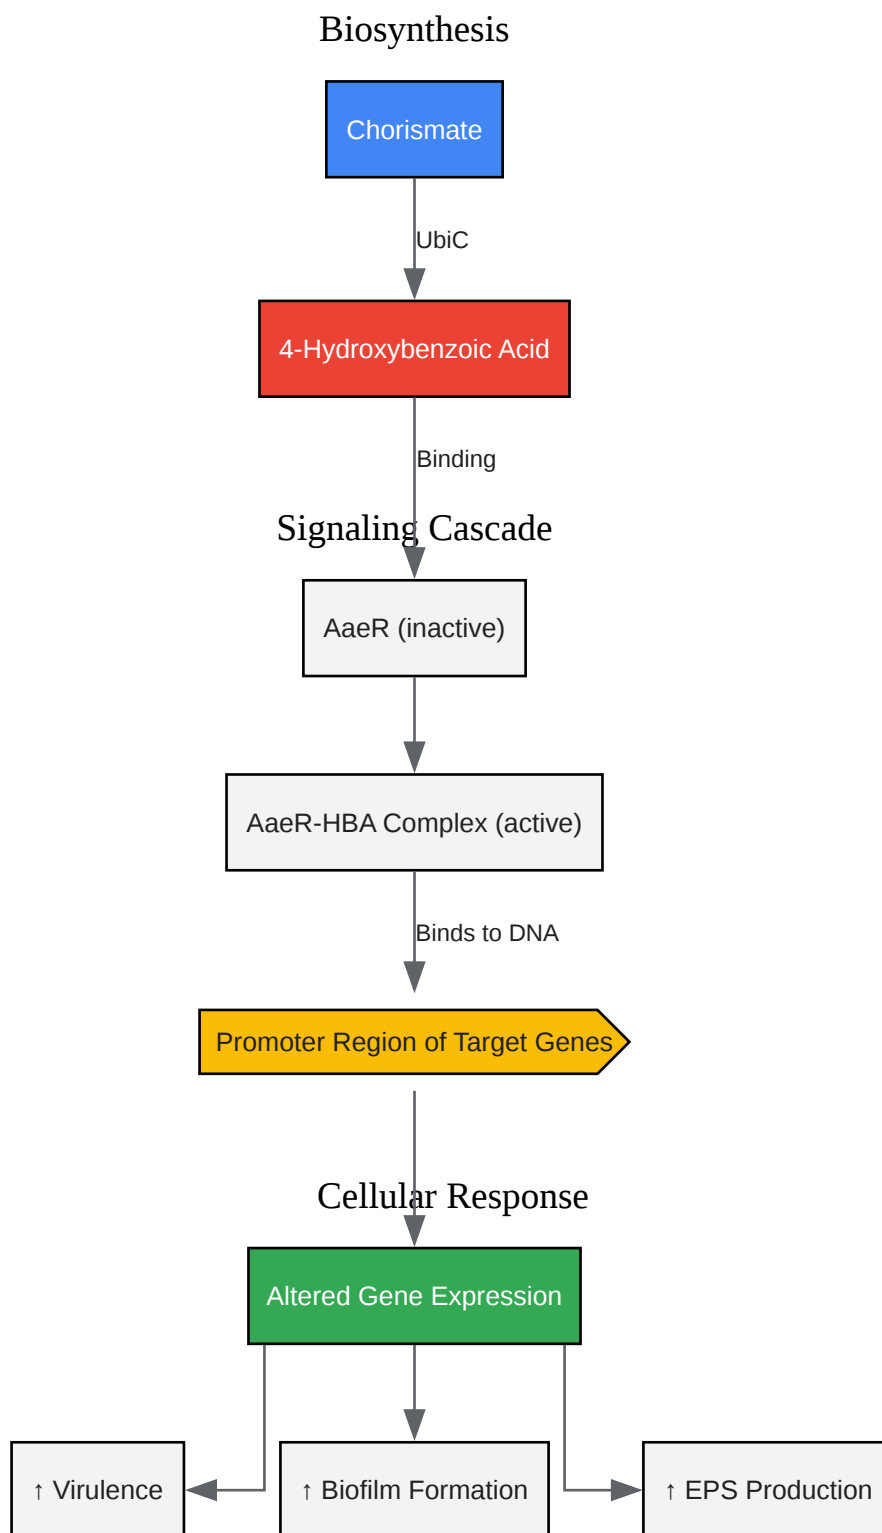 Biosynthesis
Chorismate
UbiC
4-Hydroxybenzoic Acid
Binding
Signaling Cascade
AaeR (inactive)
AaeR-HBA Complex (active)
Binds to DNA
Promoter Region of Target Genes
Cellular Response
Altered Gene Expression
↑ Virulence
↑ Biofilm Formation
↑ EPS Production